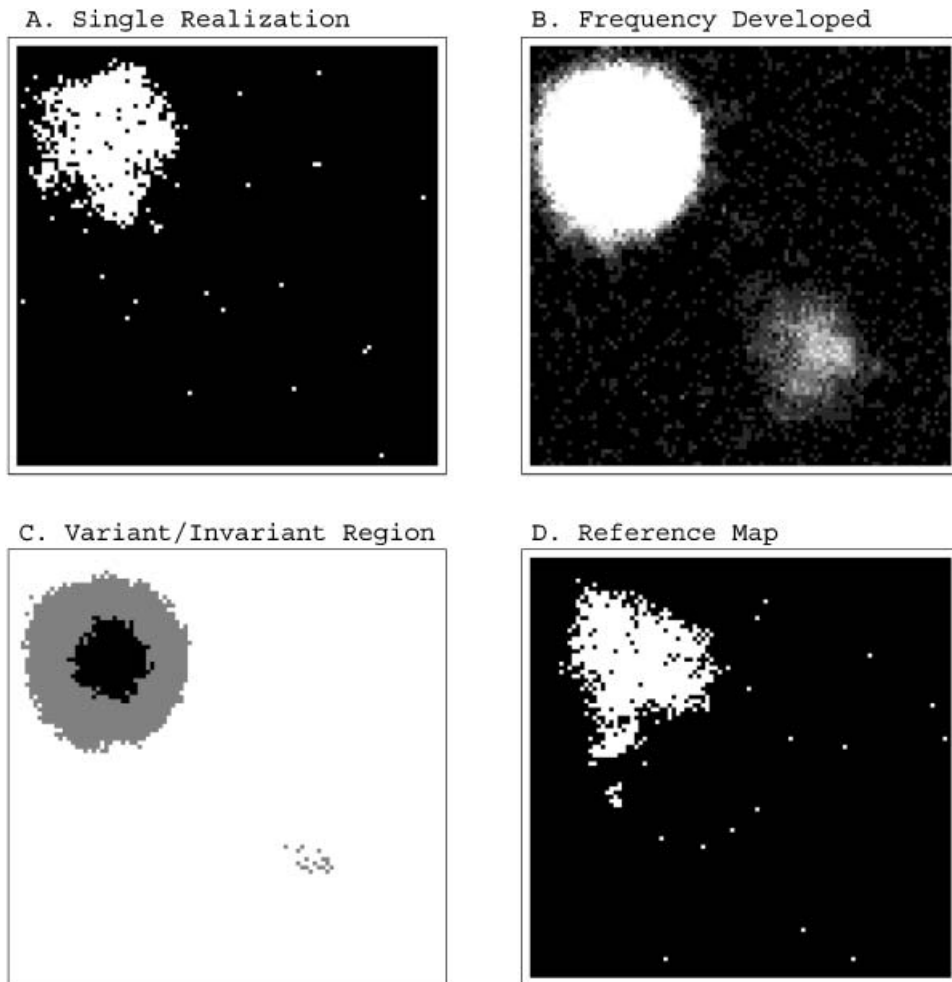 A. Single Realization
B. Frequency Developed
C. Variant/Invariant Region
D. Reference Map